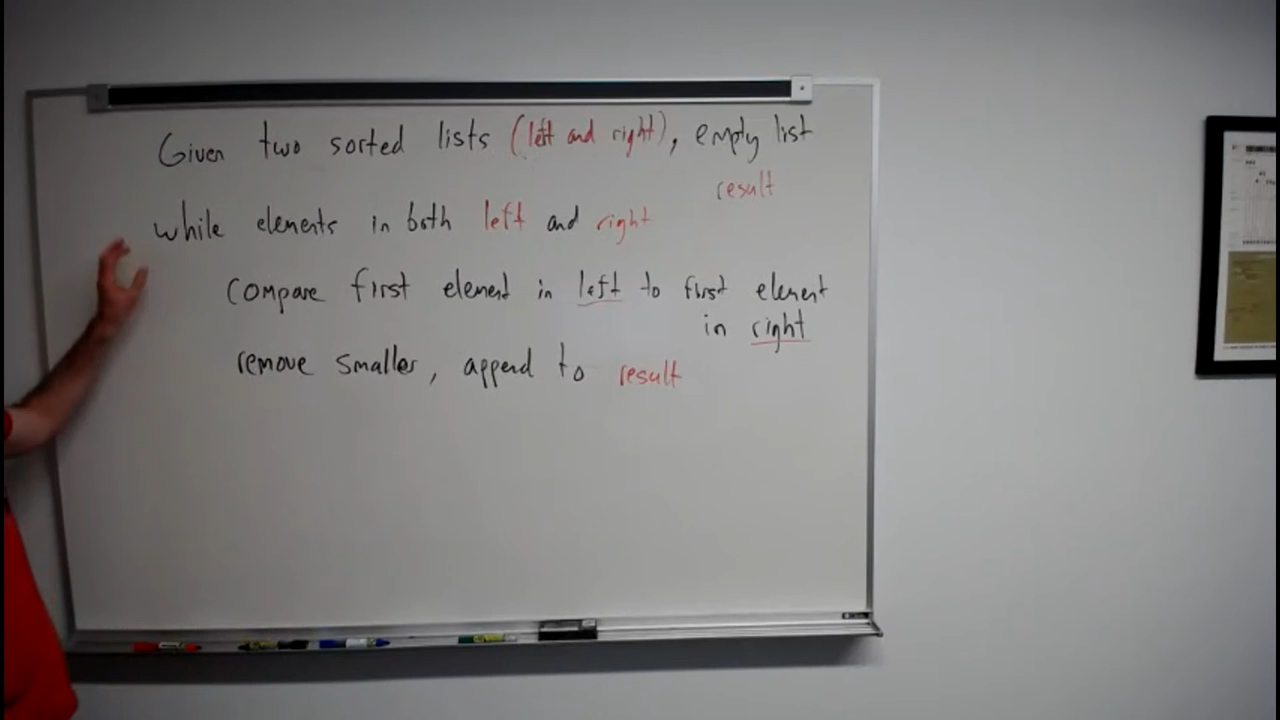 Given two sorted lists (left and right), empty list
result
while elements in both left and right
compare first element in left to first element
in right
remove smaller, append to result